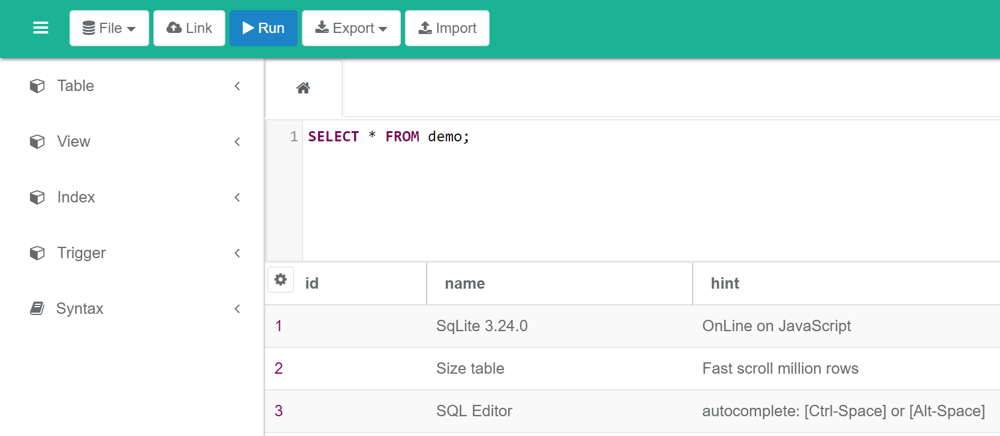 File Link Run Export Import
Table
View
Index
Trigger
Syntax
1 SELECT * FROM demo;
id name hint
1 SqLite 3.24.0 OnLine on JavaScript
2 Size table Fast scroll million rows
3 SQL Editor autocomplete: [Ctrl-Space] or [Alt-Space]